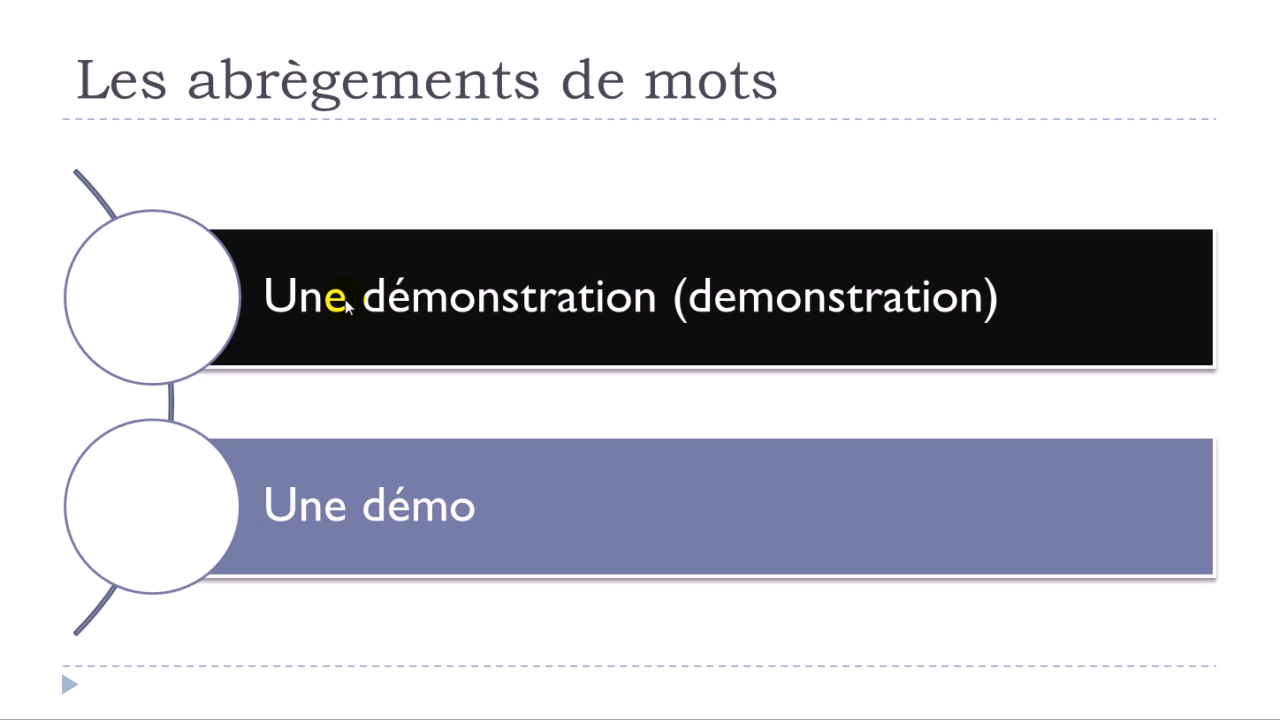 Les abrègements de mots
Une démonstration (demonstration)
Une démo